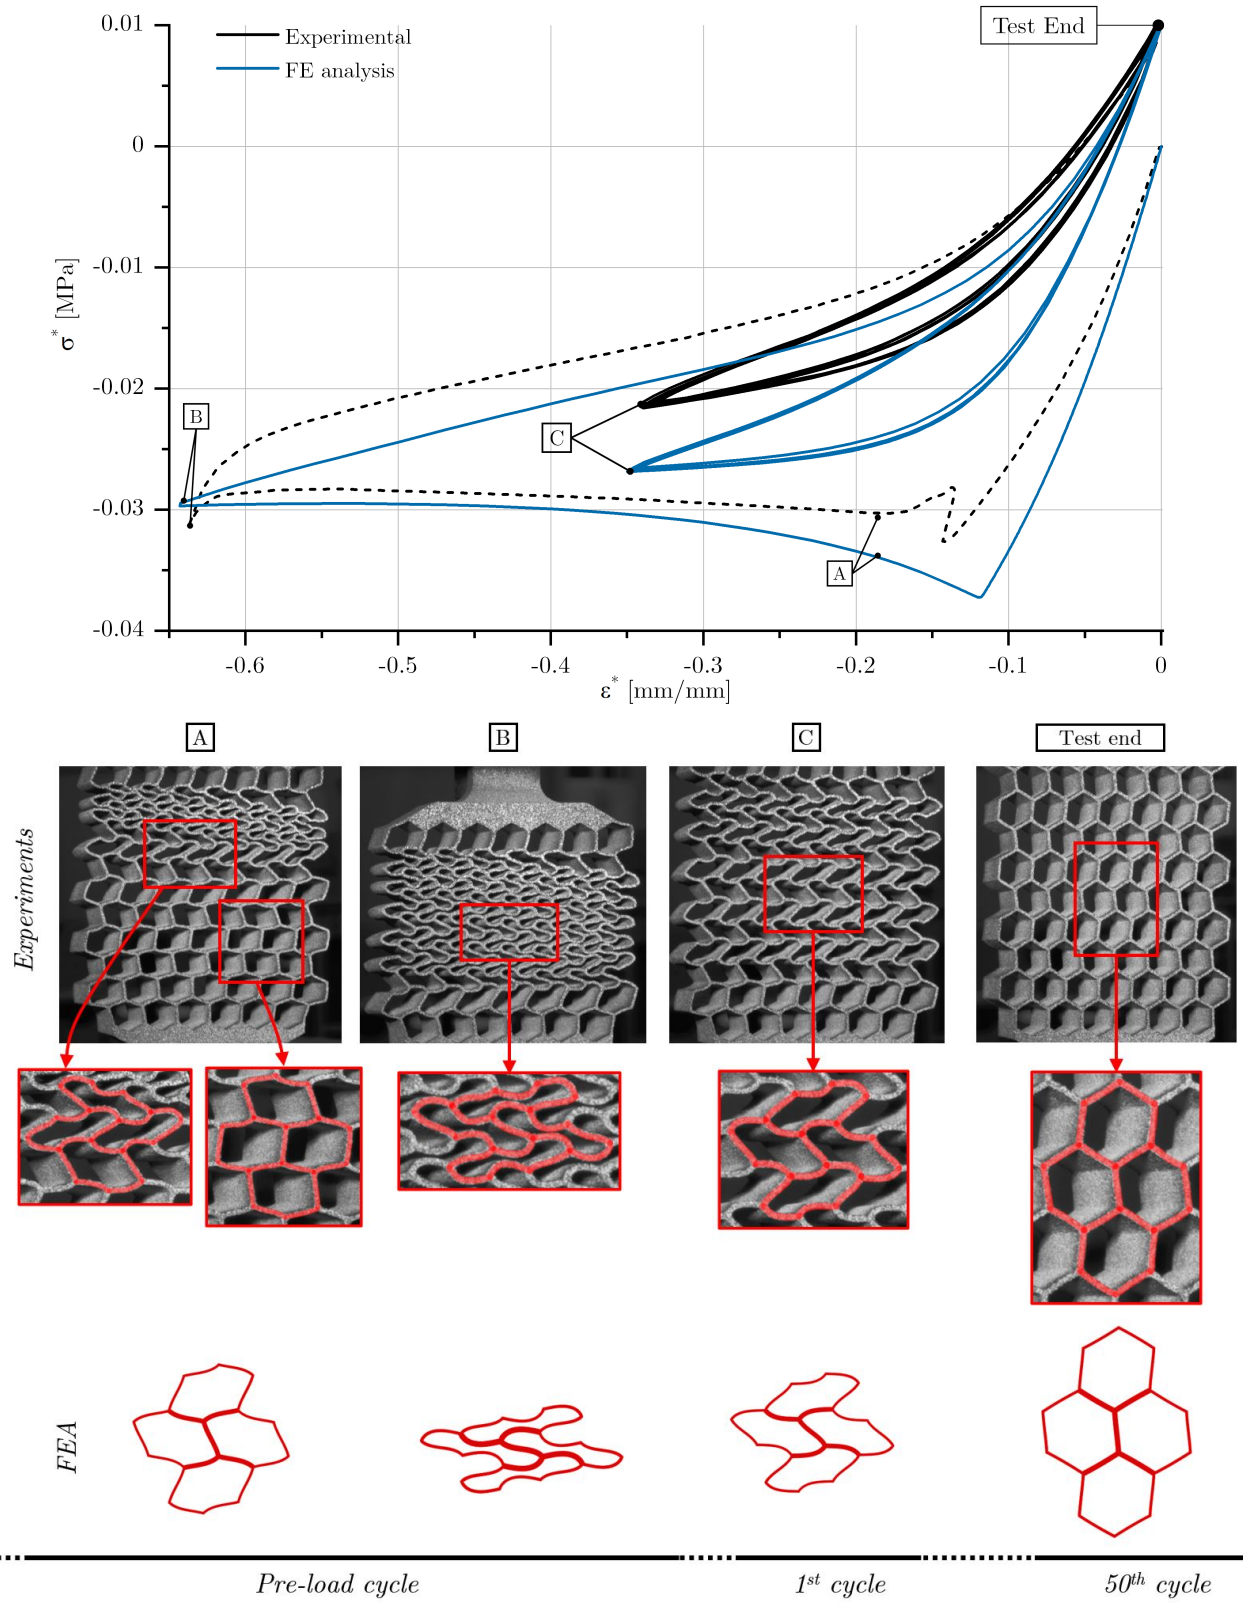 0.01
0
-0.01
-0.02
-0.03
-0.04
σ* [MPa]
Experimental
FE analysis
Test End
B
C
A
-0.6 -0.5 -0.4 -0.3 -0.2 -0.1 0
ε* [mm/mm]
A B C Test end
Experiments
FEA
Pre-load cycle 1st cycle 50th cycle